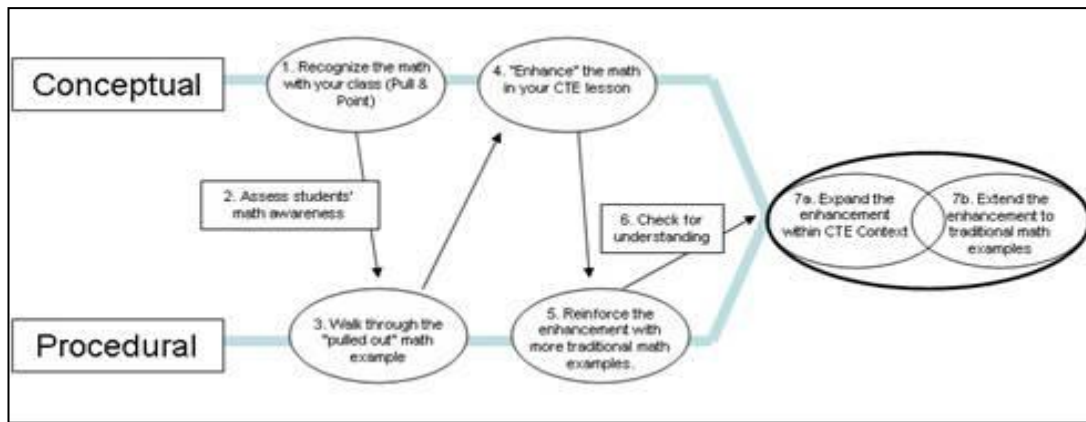 Conceptual
1. Recognize the math
with your class (Pull &
Point)
4. "Enhance" the math
in your CTE lesson
2. Assess students'
math awareness
6. Check for
understanding
7a. Expand the
enhancement
within CTE Context
7b. Extend the
enhancement to
traditional math
examples
Procedural
3. Walk through the
"pulled out" math
example
5. Reinforce the
enhancement with
more traditional math
examples.